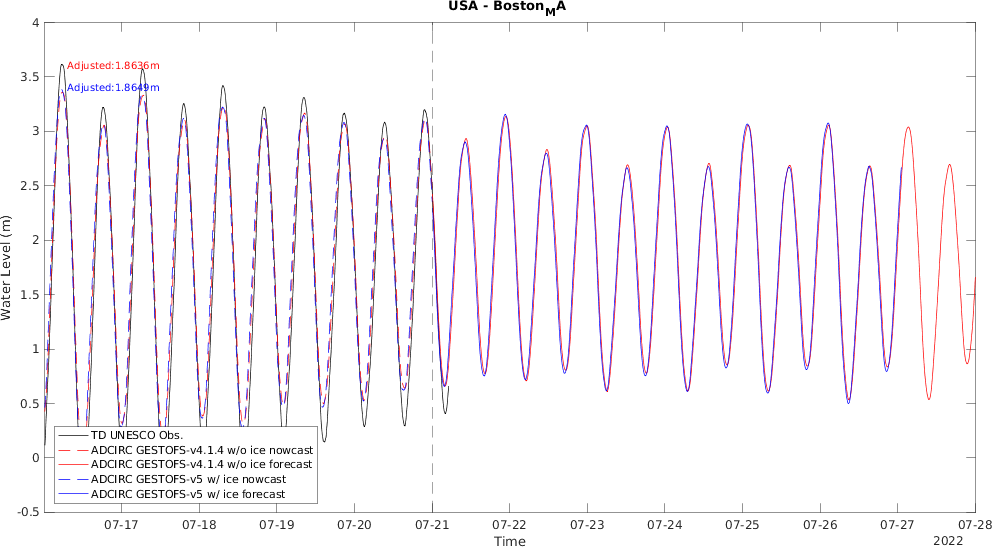 USA - Boston_MA
4
3.5
3
2.5
2
1.5
1
0.5
0
-0.5
Water Level (m)
Adjusted:1.8636m
Adjusted:1.8649m
TD UNESCO Obs.
ADCIRC GESTOFS-v4.1.4 w/o ice nowcast
ADCIRC GESTOFS-v4.1.4 w/o ice forecast
ADCIRC GESTOFS-v5 w/ ice nowcast
ADCIRC GESTOFS-v5 w/ ice forecast
07-17 07-18 07-19 07-20 07-21 07-22 07-23 07-24 07-25 07-26 07-27 07-28
Time
2022